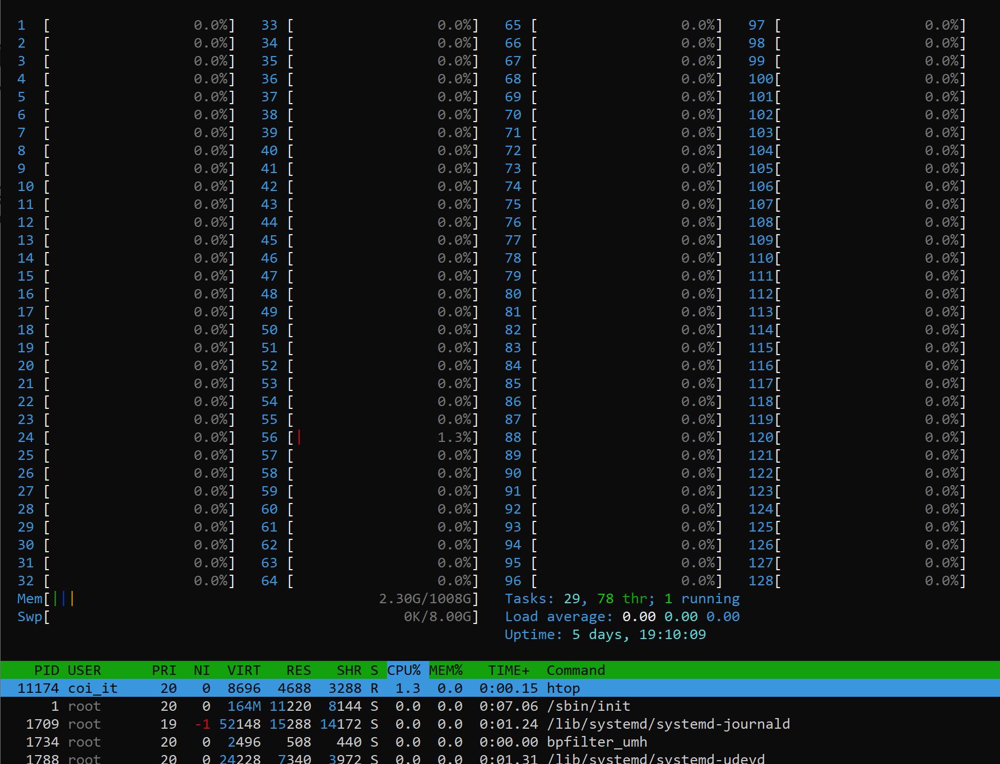 1 [ 0.0%] 33 [ 0.0%] 65 [ 0.0%] 97 [ 0.0%]
2 [ 0.0%] 34 [ 0.0%] 66 [ 0.0%] 98 [ 0.0%]
3 [ 0.0%] 35 [ 0.0%] 67 [ 0.0%] 99 [ 0.0%]
4 [ 0.0%] 36 [ 0.0%] 68 [ 0.0%] 100[ 0.0%]
5 [ 0.0%] 37 [ 0.0%] 69 [ 0.0%] 101[ 0.0%]
6 [ 0.0%] 38 [ 0.0%] 70 [ 0.0%] 102[ 0.0%]
7 [ 0.0%] 39 [ 0.0%] 71 [ 0.0%] 103[ 0.0%]
8 [ 0.0%] 40 [ 0.0%] 72 [ 0.0%] 104[ 0.0%]
9 [ 0.0%] 41 [ 0.0%] 73 [ 0.0%] 105[ 0.0%]
10 [ 0.0%] 42 [ 0.0%] 74 [ 0.0%] 106[ 0.0%]
11 [ 0.0%] 43 [ 0.0%] 75 [ 0.0%] 107[ 0.0%]
12 [ 0.0%] 44 [ 0.0%] 76 [ 0.0%] 108[ 0.0%]
13 [ 0.0%] 45 [ 0.0%] 77 [ 0.0%] 109[ 0.0%]
14 [ 0.0%] 46 [ 0.0%] 78 [ 0.0%] 110[ 0.0%]
15 [ 0.0%] 47 [ 0.0%] 79 [ 0.0%] 111[ 0.0%]
16 [ 0.0%] 48 [ 0.0%] 80 [ 0.0%] 112[ 0.0%]
17 [ 0.0%] 49 [ 0.0%] 81 [ 0.0%] 113[ 0.0%]
18 [ 0.0%] 50 [ 0.0%] 82 [ 0.0%] 114[ 0.0%]
19 [ 0.0%] 51 [ 0.0%] 83 [ 0.0%] 115[ 0.0%]
20 [ 0.0%] 52 [ 0.0%] 84 [ 0.0%] 116[ 0.0%]
21 [ 0.0%] 53 [ 0.0%] 85 [ 0.0%] 117[ 0.0%]
22 [ 0.0%] 54 [ 0.0%] 86 [ 0.0%] 118[ 0.0%]
23 [ 0.0%] 55 [ 0.0%] 87 [ 0.0%] 119[ 0.0%]
24 [ 0.0%] 56 [| 1.3%] 88 [ 0.0%] 120[ 0.0%]
25 [ 0.0%] 57 [ 0.0%] 89 [ 0.0%] 121[ 0.0%]
26 [ 0.0%] 58 [ 0.0%] 90 [ 0.0%] 122[ 0.0%]
27 [ 0.0%] 59 [ 0.0%] 91 [ 0.0%] 123[ 0.0%]
28 [ 0.0%] 60 [ 0.0%] 92 [ 0.0%] 124[ 0.0%]
29 [ 0.0%] 61 [ 0.0%] 93 [ 0.0%] 125[ 0.0%]
30 [ 0.0%] 62 [ 0.0%] 94 [ 0.0%] 126[ 0.0%]
31 [ 0.0%] 63 [ 0.0%] 95 [ 0.0%] 127[ 0.0%]
32 [ 0.0%] 64 [ 0.0%] 96 [ 0.0%] 128[ 0.0%]
Mem[||| 2.30G/1008G] Tasks: 29, 78 thr; 1 running
Swp[ 0K/8.00G] Load average: 0.00 0.00 0.00
Uptime: 5 days, 19:10:09
PID USER PRI NI VIRT RES SHR S CPU% MEM% TIME+ Command
11174 coi_it 20 0 8696 4688 3288 R 1.3 0.0 0:00.15 htop
1 root 20 0 164M 11220 8144 S 0.0 0.0 0:07.06 /sbin/init
1709 root 19 -1 52148 15288 14172 S 0.0 0.0 0:01.24 /lib/systemd/systemd-journald
1734 root 20 0 2496 508 440 S 0.0 0.0 0:00.00 bpfilter_umh
1788 root 20 0 24228 7340 3972 S 0.0 0.0 0:01.31 /lib/systemd/systemd-udevd